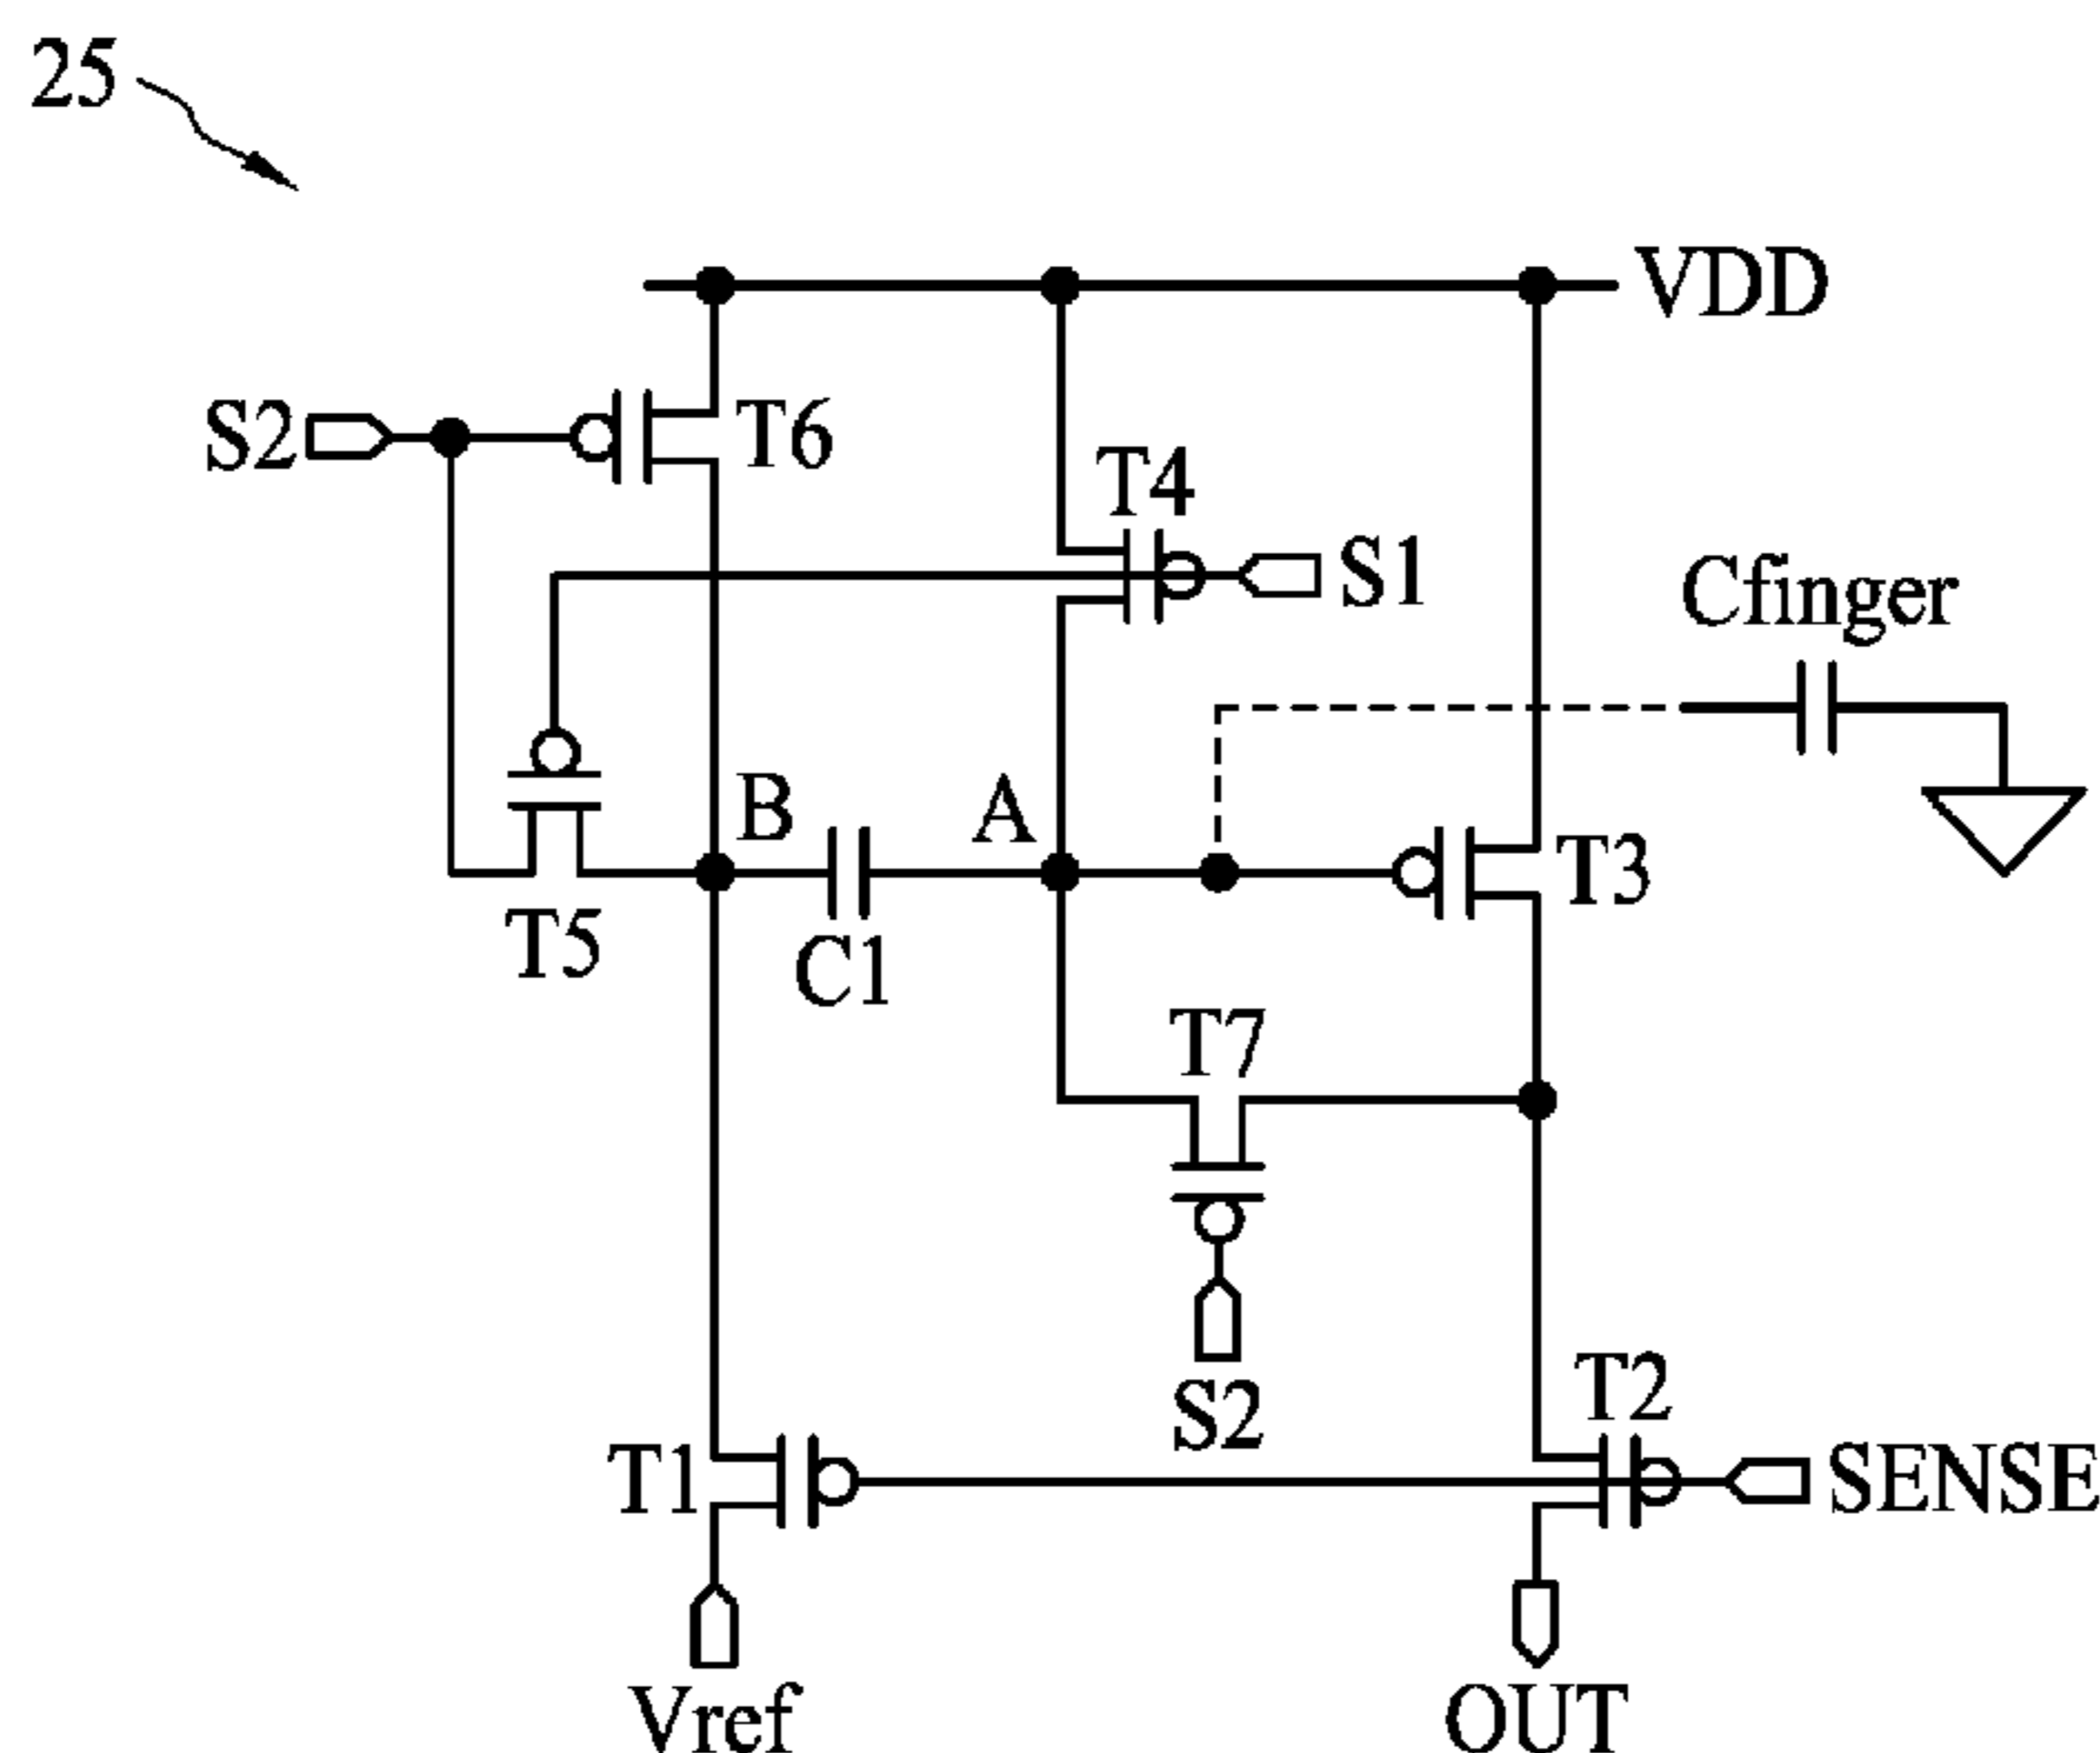 25
VDD
S2
T6
T4
S1
Cfinger
B
A
T3
T5
C1
T7
S2
T2
T1
SENSE
Vref
OUT